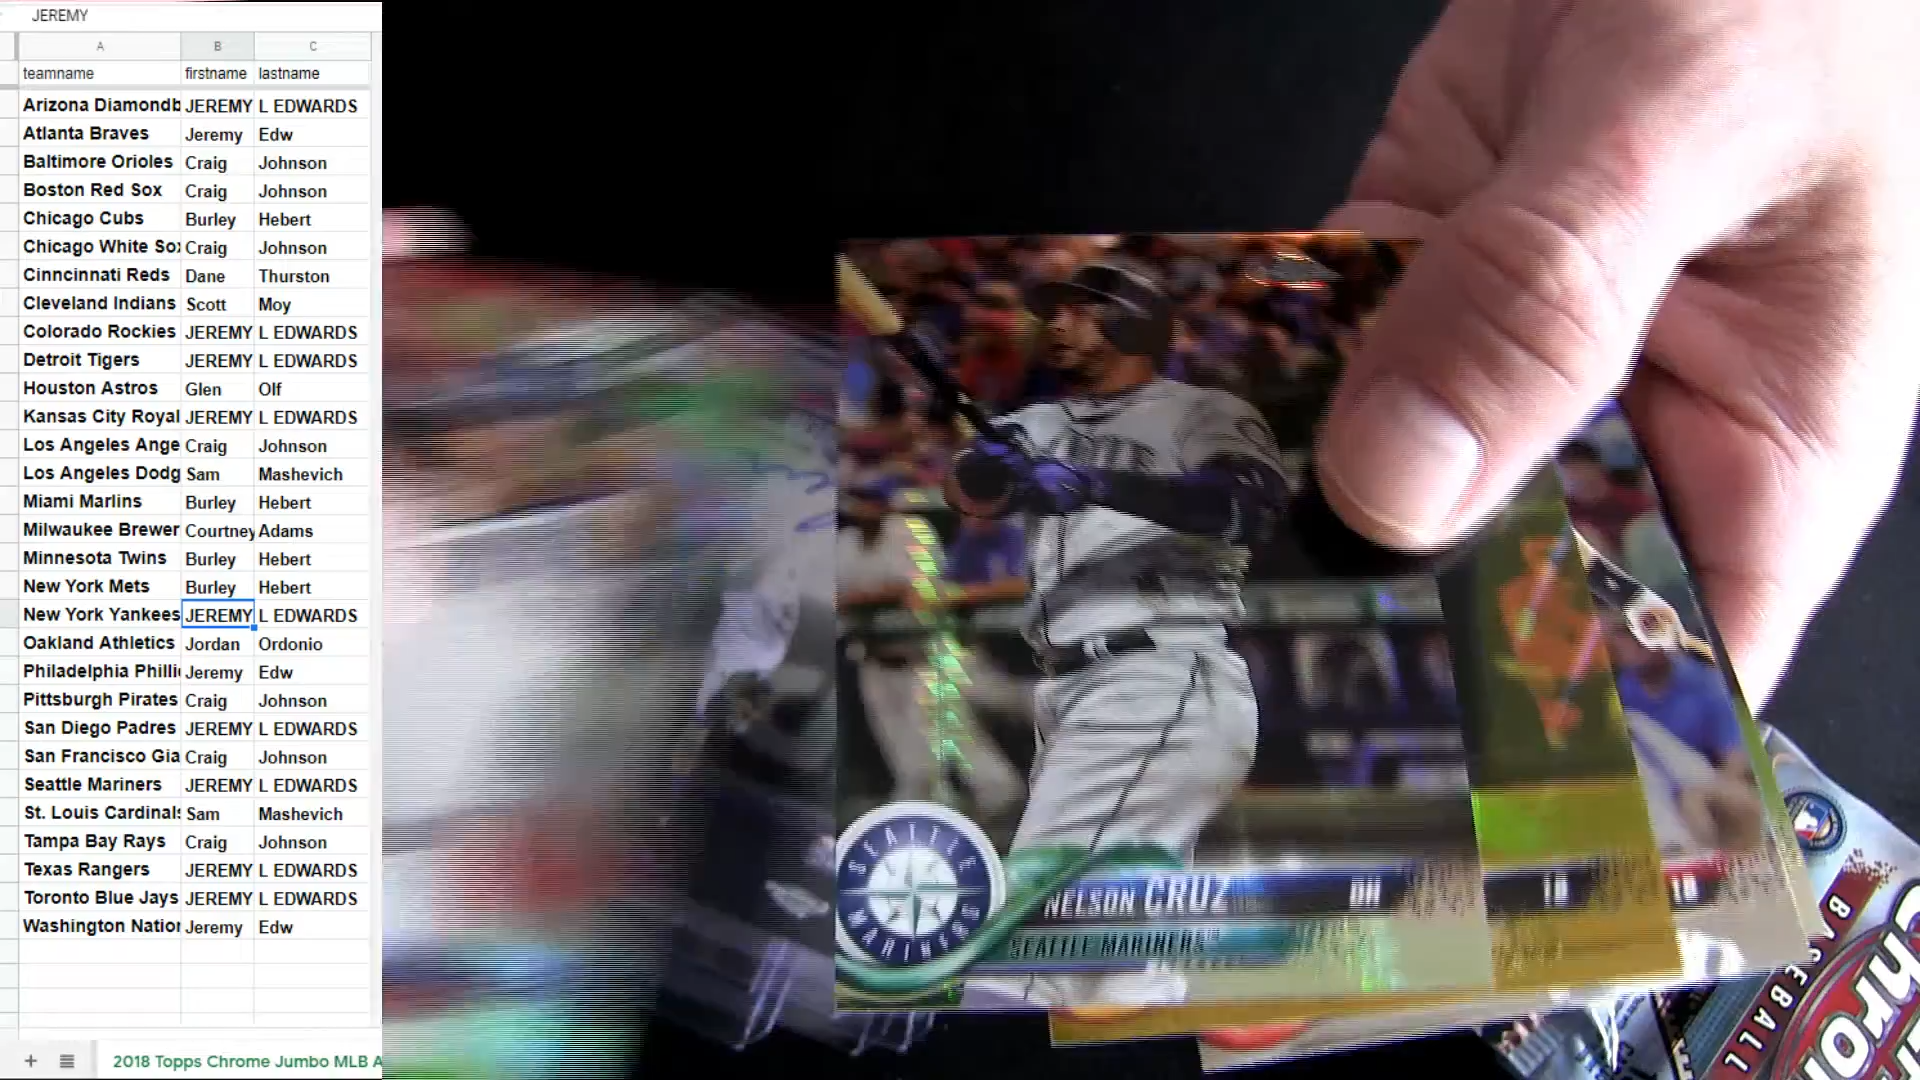 JEREMY
A B C
teamname firstname lastname
Arizona Diamondb JEREMY L EDWARDS
Atlanta Braves Jeremy Edw
Baltimore Orioles Craig Johnson
Boston Red Sox Craig Johnson
Chicago Cubs Burley Hebert
Chicago White Sox Craig Johnson
Cinncinnati Reds Dane Thurston
Cleveland Indians Scott Moy
Colorado Rockies JEREMY L EDWARDS
Detroit Tigers JEREMY L EDWARDS
Houston Astros Glen Olf
Kansas City Royal JEREMY L EDWARDS
Los Angeles Ange Craig Johnson
Los Angeles Dodg Sam Mashevich
Miami Marlins Burley Hebert
Milwaukee Brewer Courtney Adams
Minnesota Twins Burley Hebert
New York Mets Burley Hebert
New York Yankees JEREMY L EDWARDS
Oakland Athletics Jordan Ordonio
Philadelphia Philli Jeremy Edw
Pittsburgh Pirates Craig Johnson
San Diego Padres JEREMY L EDWARDS
San Francisco Gia Craig Johnson
Seattle Mariners JEREMY L EDWARDS
St. Louis Cardinals Sam Mashevich
Tampa Bay Rays Craig Johnson
Texas Rangers JEREMY L EDWARDS
Toronto Blue Jays JEREMY L EDWARDS
Washington Nation Jeremy Edw
2018 Topps Chrome Jumbo MLB A
SEATTLE
MARINERS
NELSON CRUZ DH
SEATTLE MARINERS
1B
1B
BASEBALL